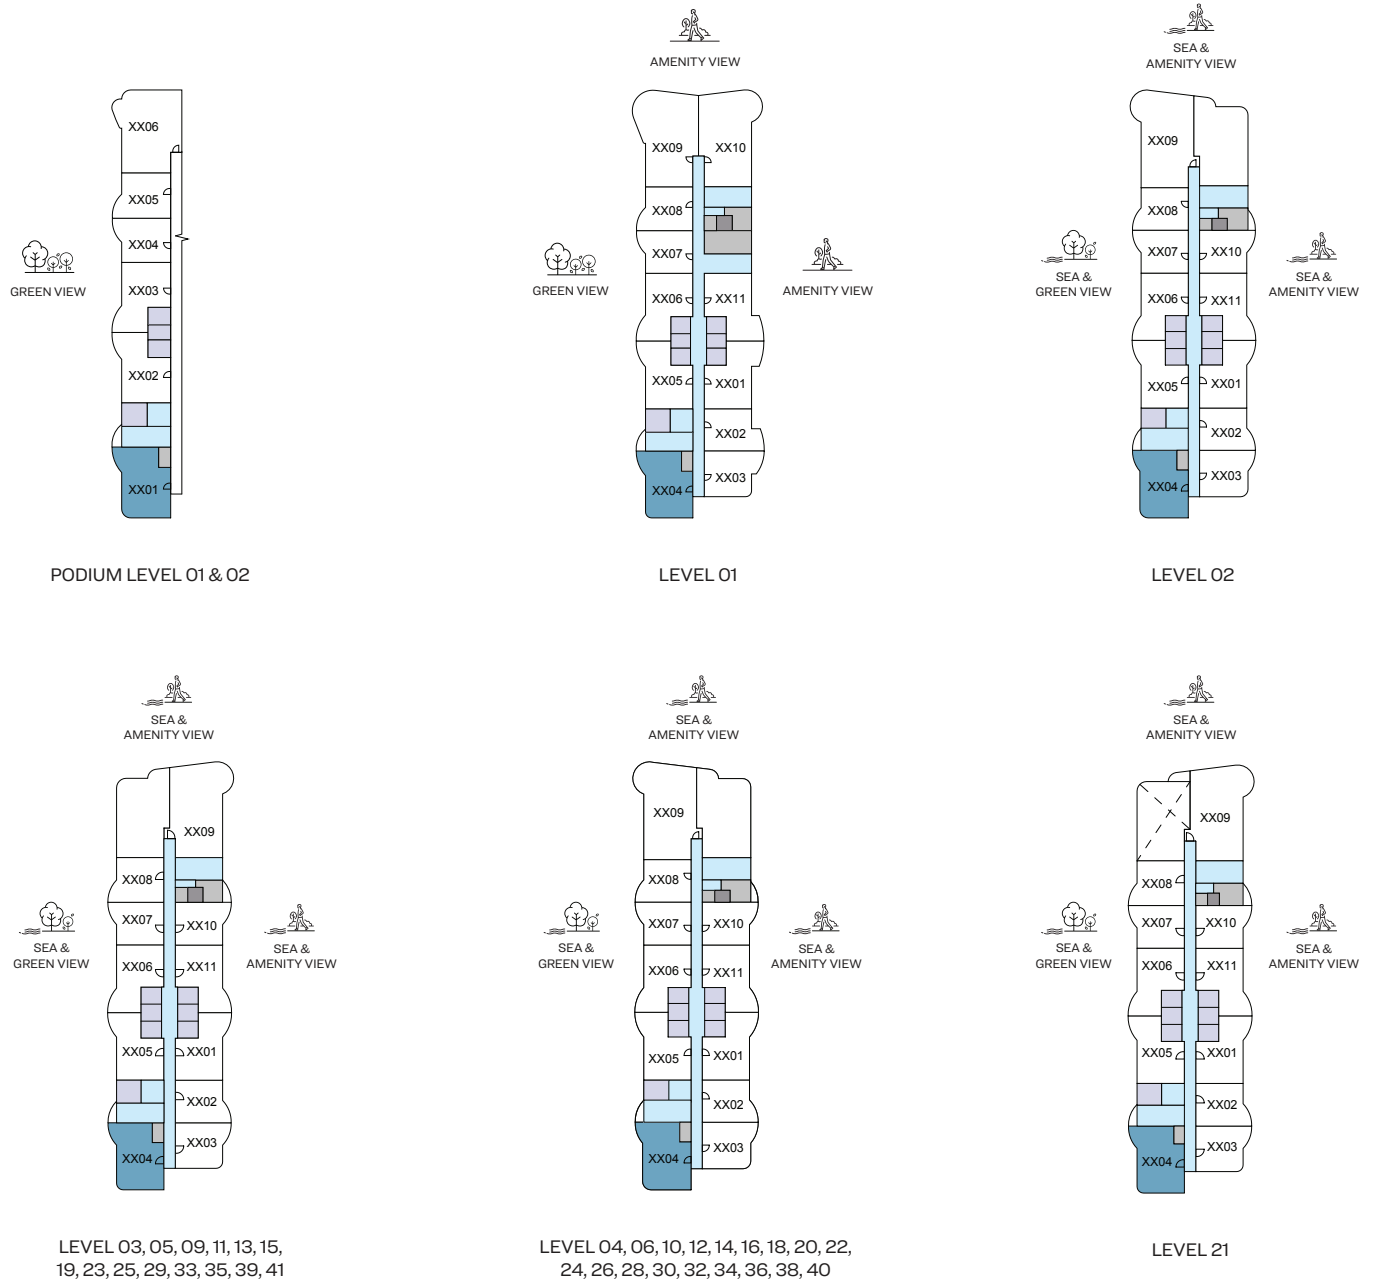 AMENITY VIEW
SEA &
AMENITY VIEW
XX06
XX05
XX04
XX03
XX02
XX01
GREEN VIEW
PODIUM LEVEL 01 & 02
XX09
XX10
XX08
XX07
XX06
XX11
XX05
XX01
XX02
XX03
XX04
GREEN VIEW
AMENITY VIEW
LEVEL 01
XX09
XX08
XX07
XX10
XX06
XX11
XX05
XX01
XX02
XX03
XX04
SEA &
GREEN VIEW
SEA &
AMENITY VIEW
LEVEL 02
SEA &
AMENITY VIEW
XX09
XX08
XX07
XX10
XX06
XX11
XX05
XX01
XX02
XX03
XX04
SEA &
GREEN VIEW
SEA &
AMENITY VIEW
LEVEL 03, 05, 09, 11, 13, 15,
19, 23, 25, 29, 33, 35, 39, 41
SEA &
AMENITY VIEW
XX09
XX08
XX07
XX10
XX06
XX11
XX05
XX01
XX02
XX03
XX04
SEA &
GREEN VIEW
SEA &
AMENITY VIEW
LEVEL 04, 06, 10, 12, 14, 16, 18, 20, 22,
24, 26, 28, 30, 32, 34, 36, 38, 40
SEA &
AMENITY VIEW
XX09
XX08
XX07
XX10
XX06
XX11
XX05
XX01
XX02
XX03
XX04
SEA &
GREEN VIEW
SEA &
AMENITY VIEW
LEVEL 21